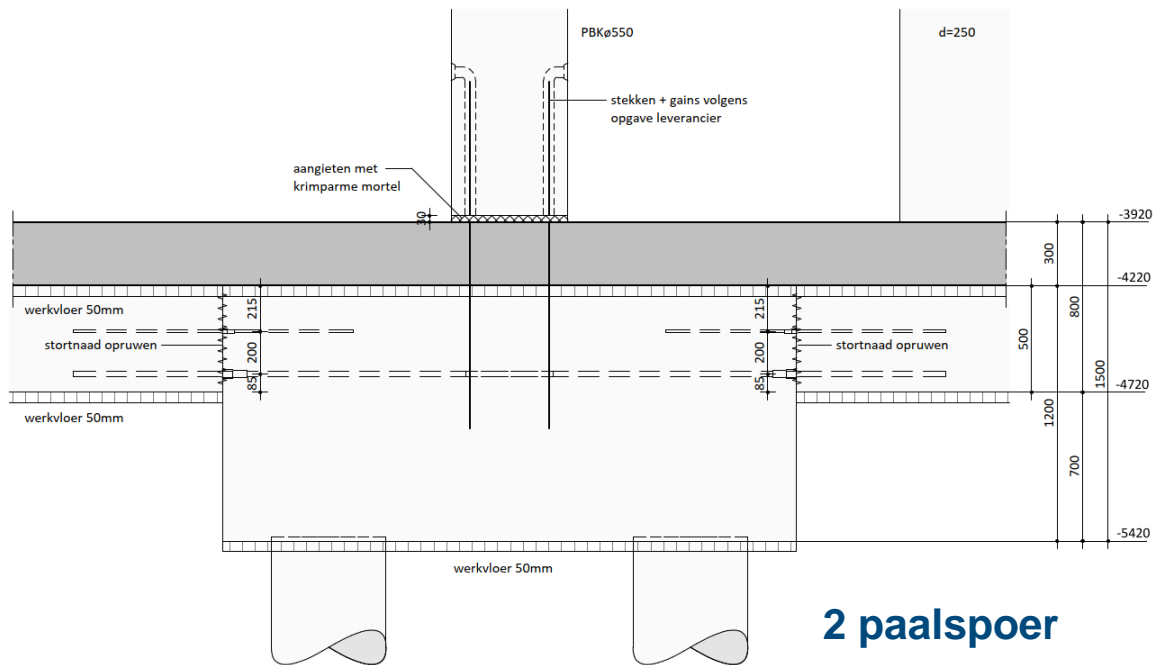 PBKø550
d=250
stekken + gains volgens
opgave leverancier
aangieten met
krimparme mortel
30
-3920
300
-4220
werkvloer 50mm
215
215
800
stortnaad opruwen
200
200
stortnaad opruwen
500
1500
85
85
-4720
werkvloer 50mm
1200
700
-5420
werkvloer 50mm
2 paalspoer